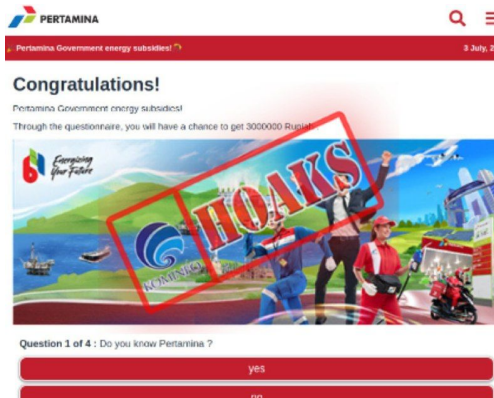 PERTAMINA
Pertamina Government energy subsidies!
3 July, 2
Congratulations!
Pertamina Government energy subsidies!
Through the questionnaire, you will have a chance to get 3000000 Rupiah
Energizing
Your Future
HOAKS
KOMINFO
Question 1 of 4 : Do you know Pertamina ?
yes
no